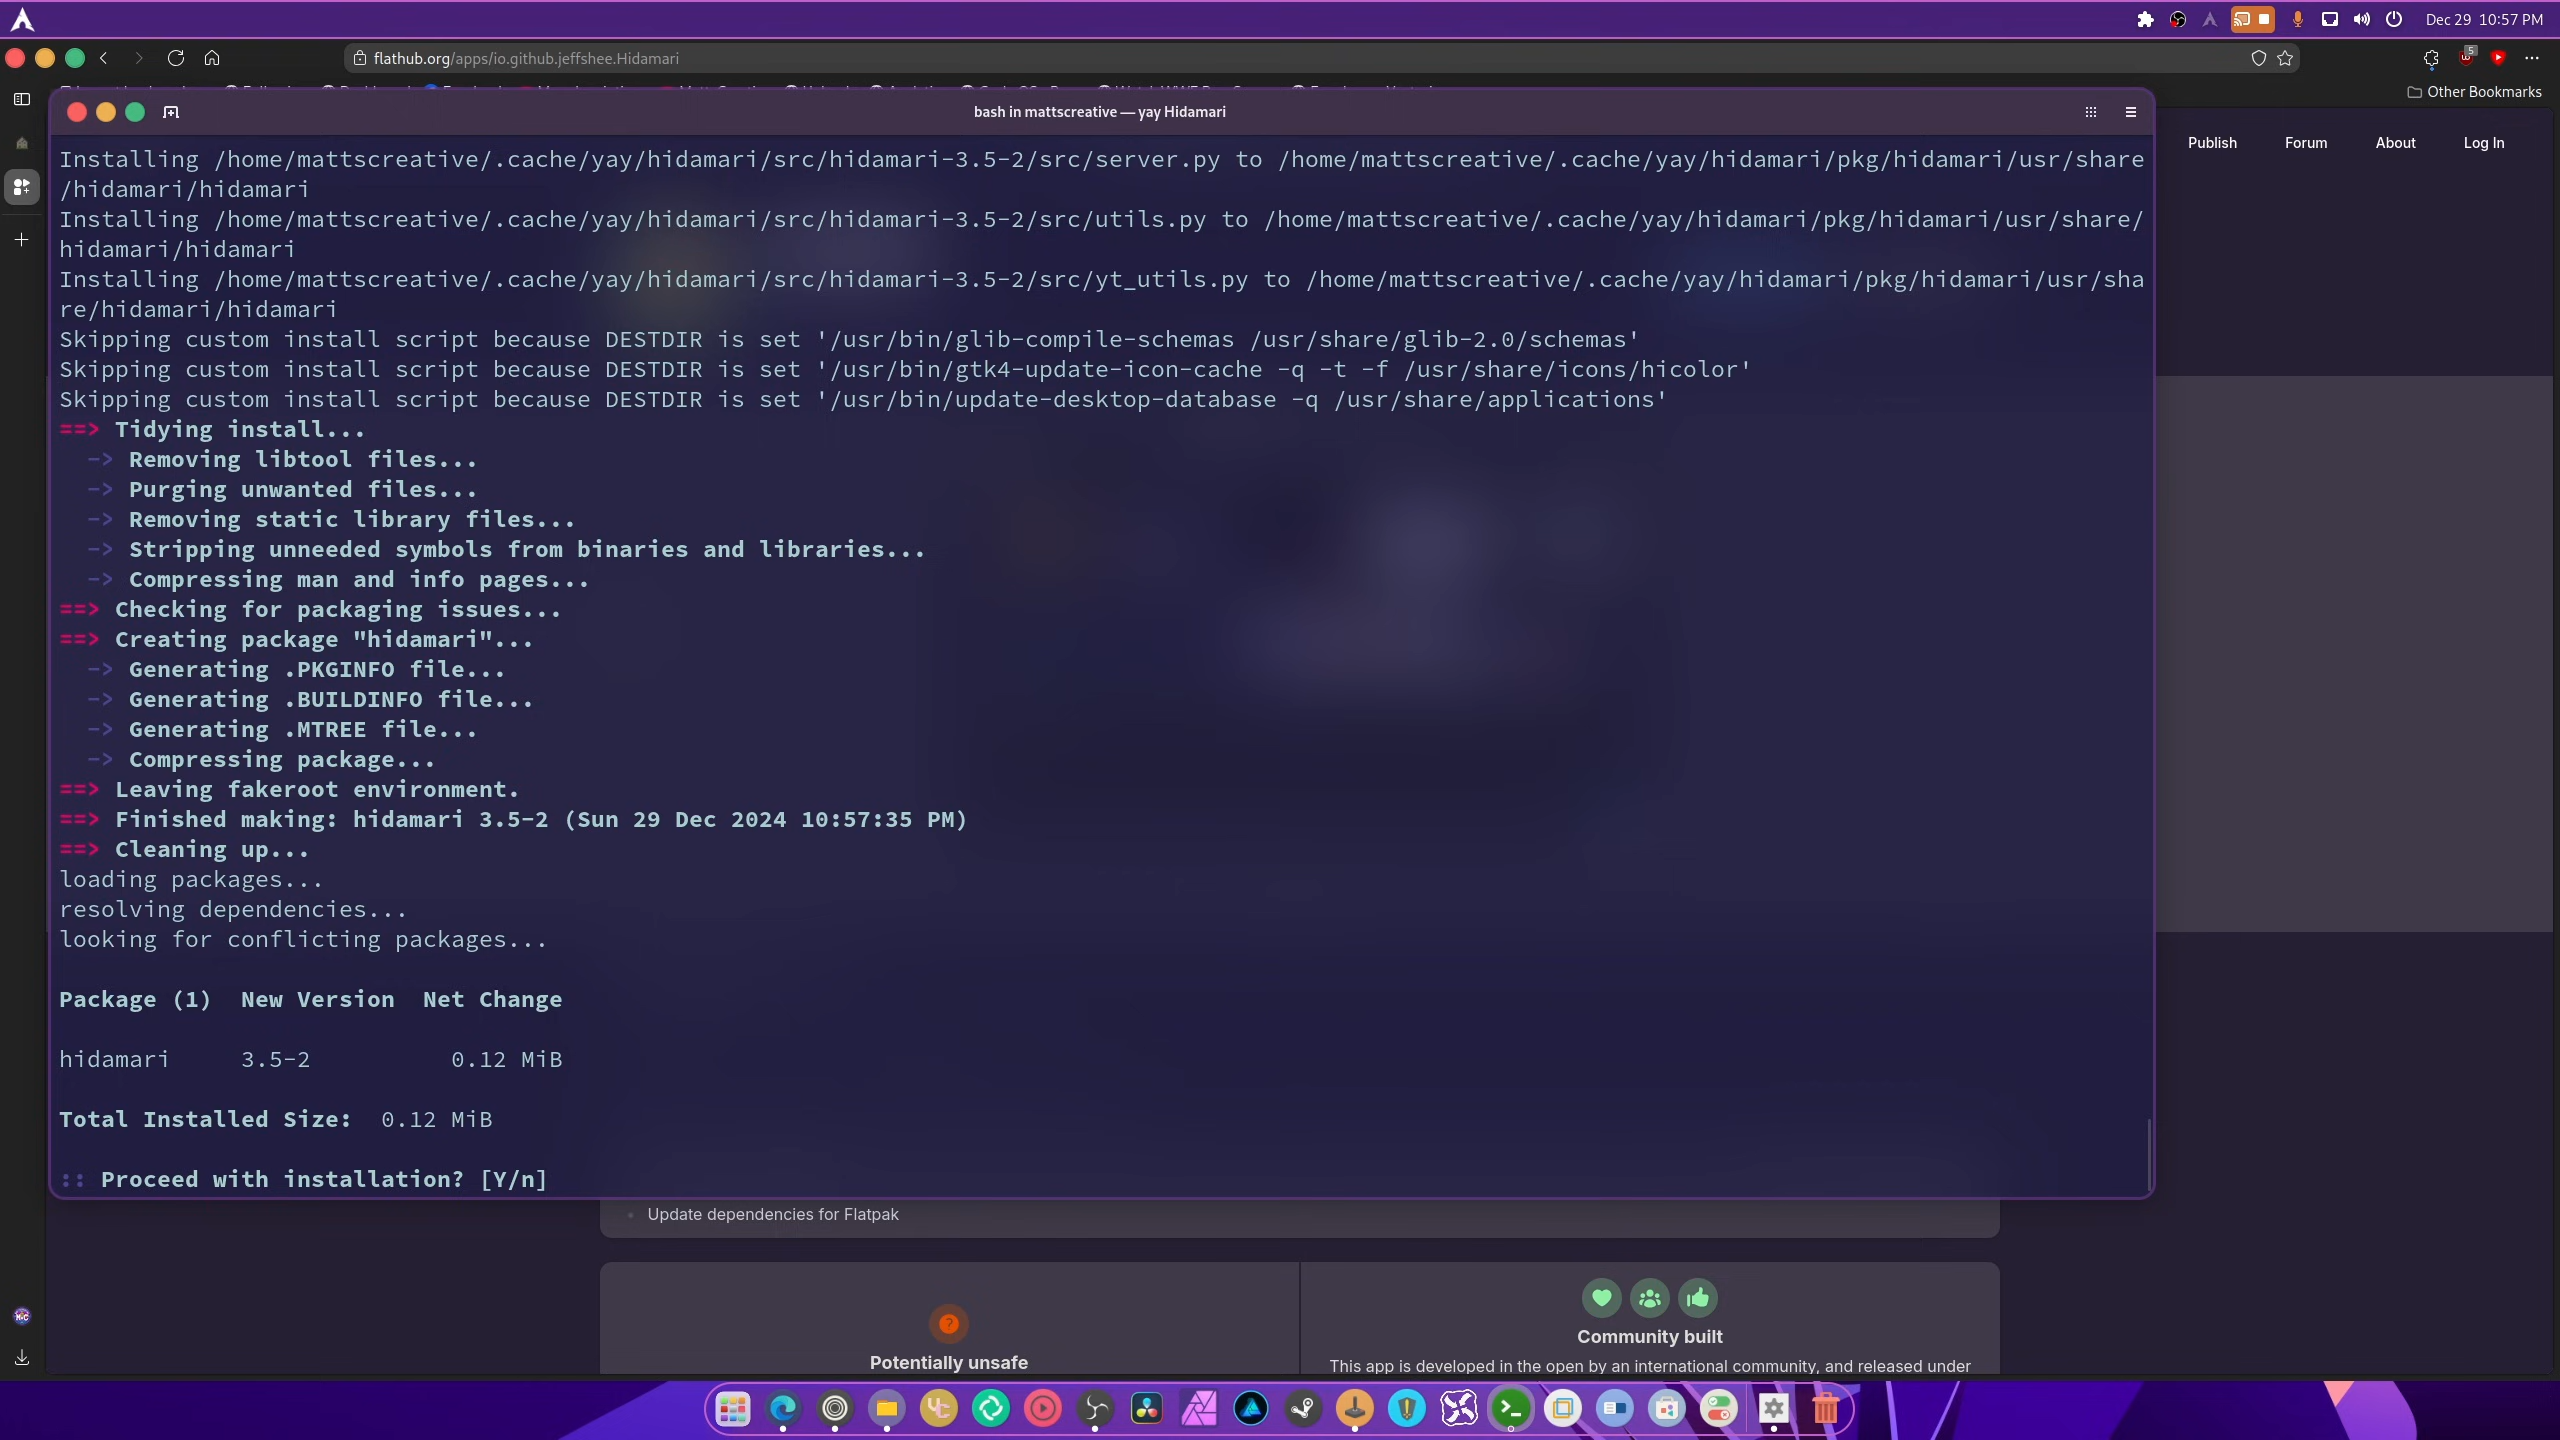 Dec 29 10:57 PM
flathub.org/apps/io.github.jeffshee.Hidamari
5
Other Bookmarks
bash in mattscreative — yay Hidamari
Publish
Forum
About
Log In
Installing /home/mattscreative/.cache/yay/hidamari/src/hidamari-3.5-2/src/server.py to /home/mattscreative/.cache/yay/hidamari/pkg/hidamari/usr/share
/hidamari/hidamari
Installing /home/mattscreative/.cache/yay/hidamari/src/hidamari-3.5-2/src/utils.py to /home/mattscreative/.cache/yay/hidamari/pkg/hidamari/usr/share/
hidamari/hidamari
Installing /home/mattscreative/.cache/yay/hidamari/src/hidamari-3.5-2/src/yt_utils.py to /home/mattscreative/.cache/yay/hidamari/pkg/hidamari/usr/sha
re/hidamari/hidamari
Skipping custom install script because DESTDIR is set '/usr/bin/glib-compile-schemas /usr/share/glib-2.0/schemas'
Skipping custom install script because DESTDIR is set '/usr/bin/gtk4-update-icon-cache -q -t -f /usr/share/icons/hicolor'
Skipping custom install script because DESTDIR is set '/usr/bin/update-desktop-database -q /usr/share/applications'
==> Tidying install...
  -> Removing libtool files...
  -> Purging unwanted files...
  -> Removing static library files...
  -> Stripping unneeded symbols from binaries and libraries...
  -> Compressing man and info pages...
==> Checking for packaging issues...
==> Creating package "hidamari"...
  -> Generating .PKGINFO file...
  -> Generating .BUILDINFO file...
  -> Generating .MTREE file...
  -> Compressing package...
==> Leaving fakeroot environment.
==> Finished making: hidamari 3.5-2 (Sun 29 Dec 2024 10:57:35 PM)
==> Cleaning up...
loading packages...
resolving dependencies...
looking for conflicting packages...
Package (1)  New Version  Net Change
hidamari     3.5-2          0.12 MiB
Total Installed Size:  0.12 MiB
:: Proceed with installation? [Y/n]
Update dependencies for Flatpak
Potentially unsafe
Community built
This app is developed in the open by an international community, and released under